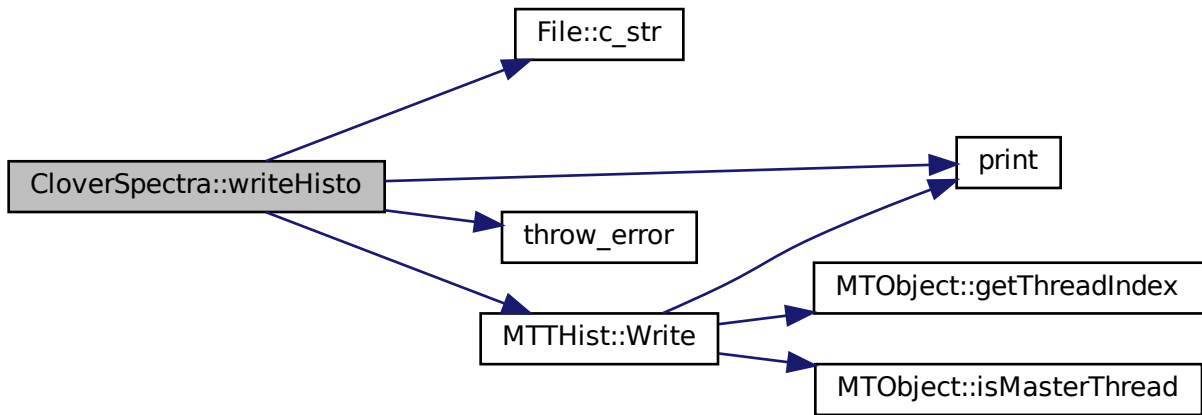 File::c_str
print
CloverSpectra::writeHisto
throw_error
MTObject::getThreadIndex
MTTHist::Write
MTObject::isMasterThread